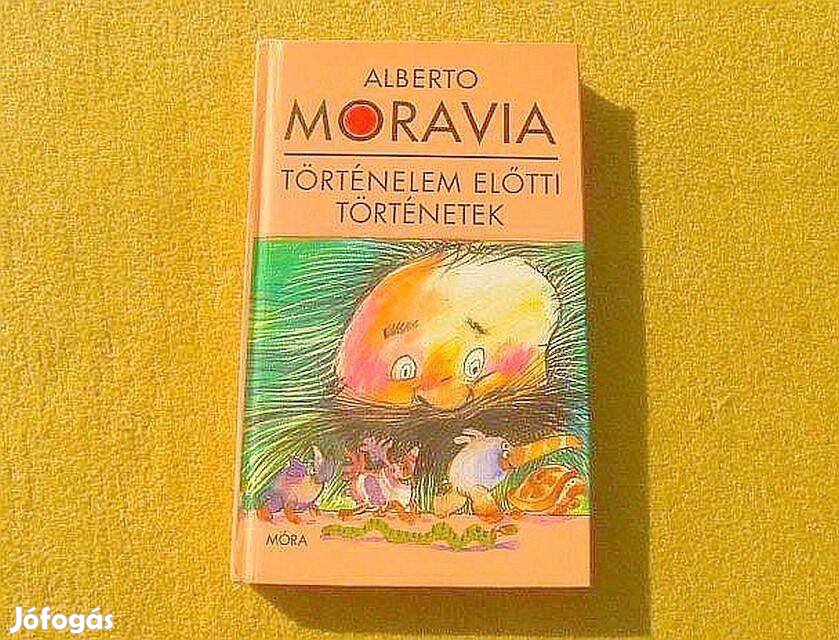 ALBERTO
MORAVIA
TÖRTÉNELEM ELŐTTI
TÖRTÉNETEK
MÓRA
Jófogás